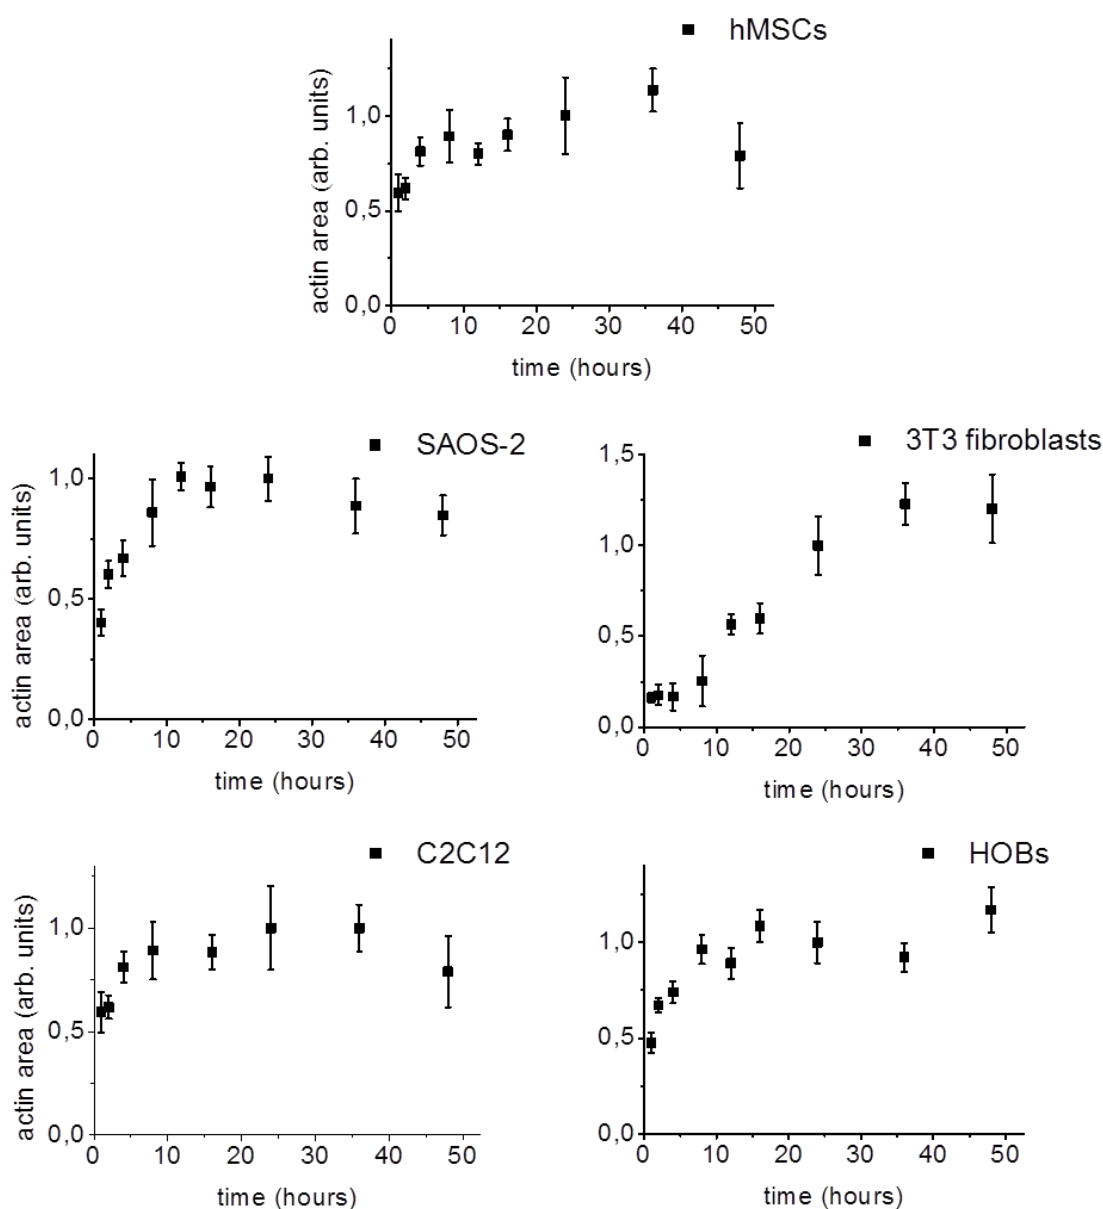 hMSCs
actin area (arb. units)
1,0
0,5
0,0
0 10 20 30 40 50
time (hours)
SAOS-2
actin area (arb. units)
1,0
0,5
0,0
0 10 20 30 40 50
time (hours)
3T3 fibroblasts
1,5
1,0
0,5
0,0
0 10 20 30 40 50
time (hours)
C2C12
actin area (arb. units)
1,0
0,5
0,0
0 10 20 30 40 50
time (hours)
HOBs
1,0
0,5
0,0
0 10 20 30 40 50
time (hours)